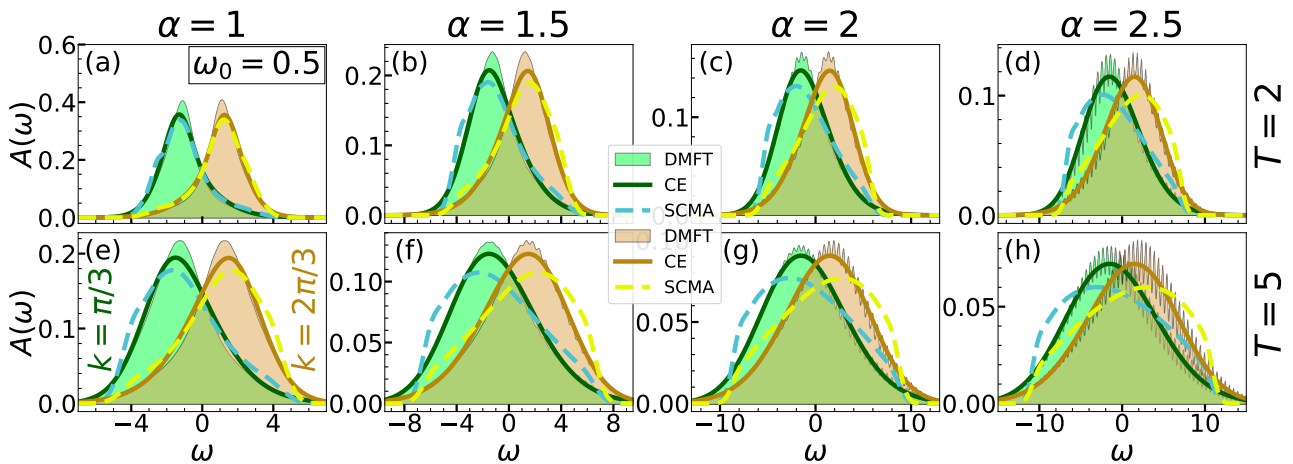 α = 1
α = 1.5
α = 2
α = 2.5
(a)
ω₀ = 0.5
(b)
(c)
(d)
A(ω)
0.6
0.4
0.2
0.0
0.2
0.1
0.0
0.1
0.1
0.0
T = 2
DMFT
CE
SCMA
DMFT
CE
SCMA
(e)
(f)
(g)
(h)
A(ω)
k = π/3
k = 2π/3
0.2
0.1
0.0
0.10
0.05
0.00
0.05
0.00
0.05
0.00
T = 5
−4 0 4
−8 −4 0 4 8
−10 0 10
−10 0 10
ω
ω
ω
ω